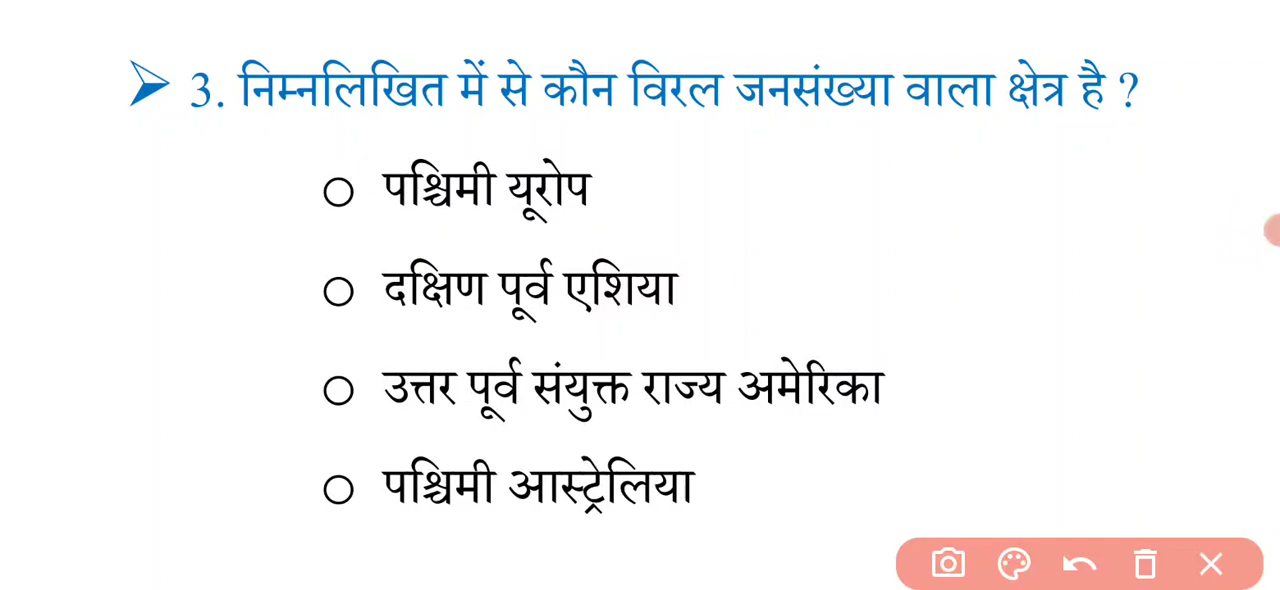 ➢ 3. निम्नलिखित में से कौन विरल जनसंख्या वाला क्षेत्र है ?
○ पश्चिमी यूरोप
○ दक्षिण पूर्व एशिया
○ उत्तर पूर्व संयुक्त राज्य अमेरिका
○ पश्चिमी आस्ट्रेलिया